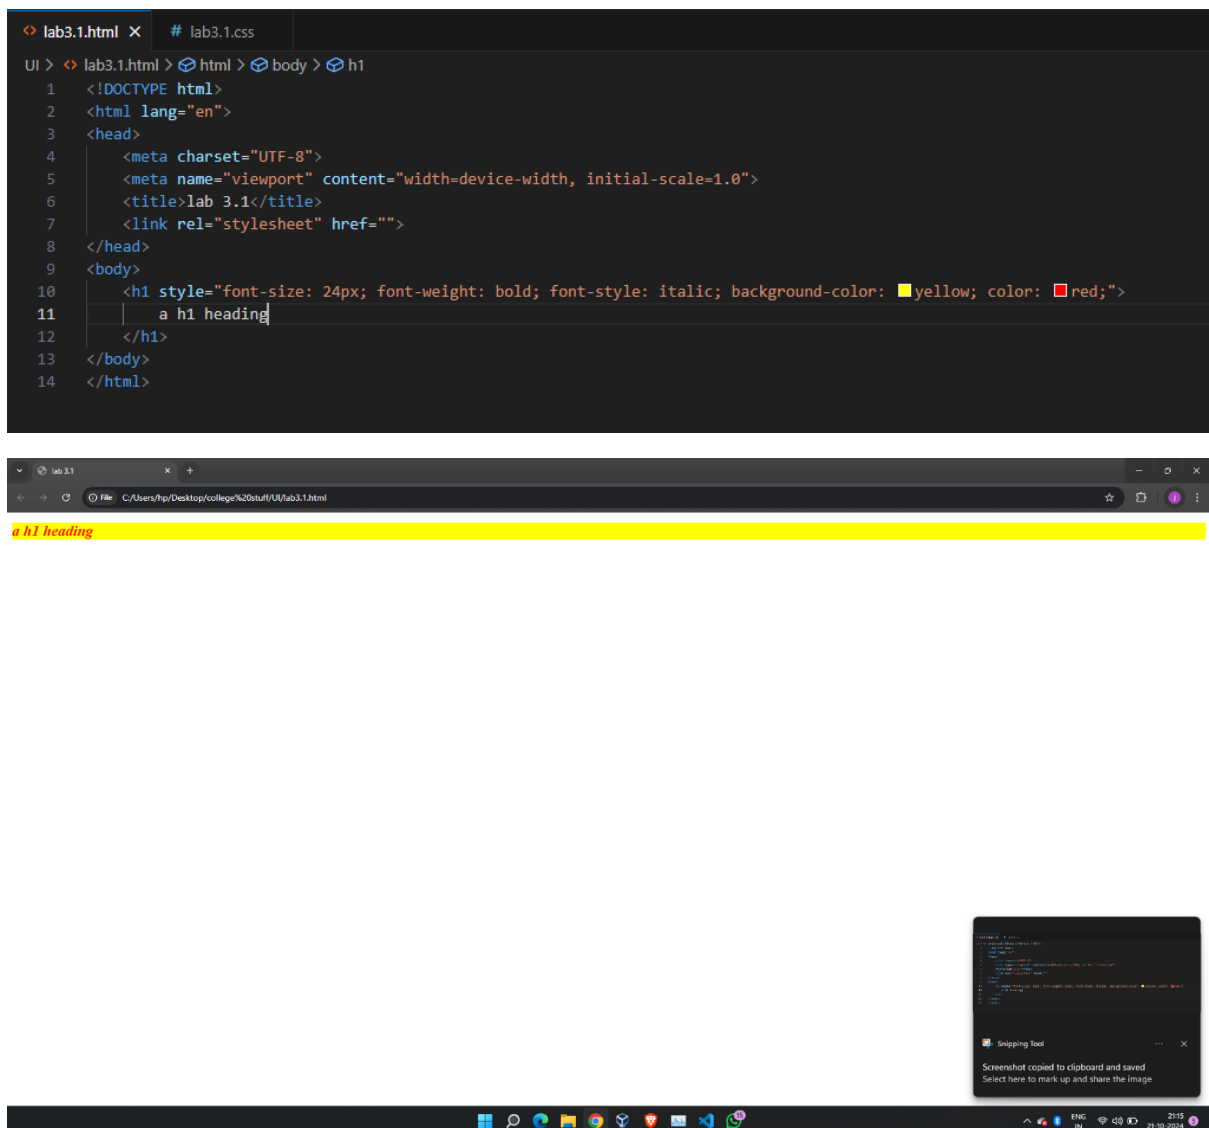 lab3.1.html
lab3.1.css
UI > lab3.1.html > html > body > h1
1 <!DOCTYPE html>
2 <html lang="en">
3 <head>
4 <meta charset="UTF-8">
5 <meta name="viewport" content="width=device-width, initial-scale=1.0">
6 <title>lab 3.1</title>
7 <link rel="stylesheet" href="">
8 </head>
9 <body>
10 <h1 style="font-size: 24px; font-weight: bold; font-style: italic; background-color: yellow; color: red;">
11 a h1 heading
12 </h1>
13 </body>
14 </html>
lab 3.1
File C:/Users/hp/Desktop/college%20stuff/UI/lab3.1.html
a h1 heading
Snipping Tool
Screenshot copied to clipboard and saved
Select here to mark up and share the image
15
ENG
IN
21:15
21-10-2024